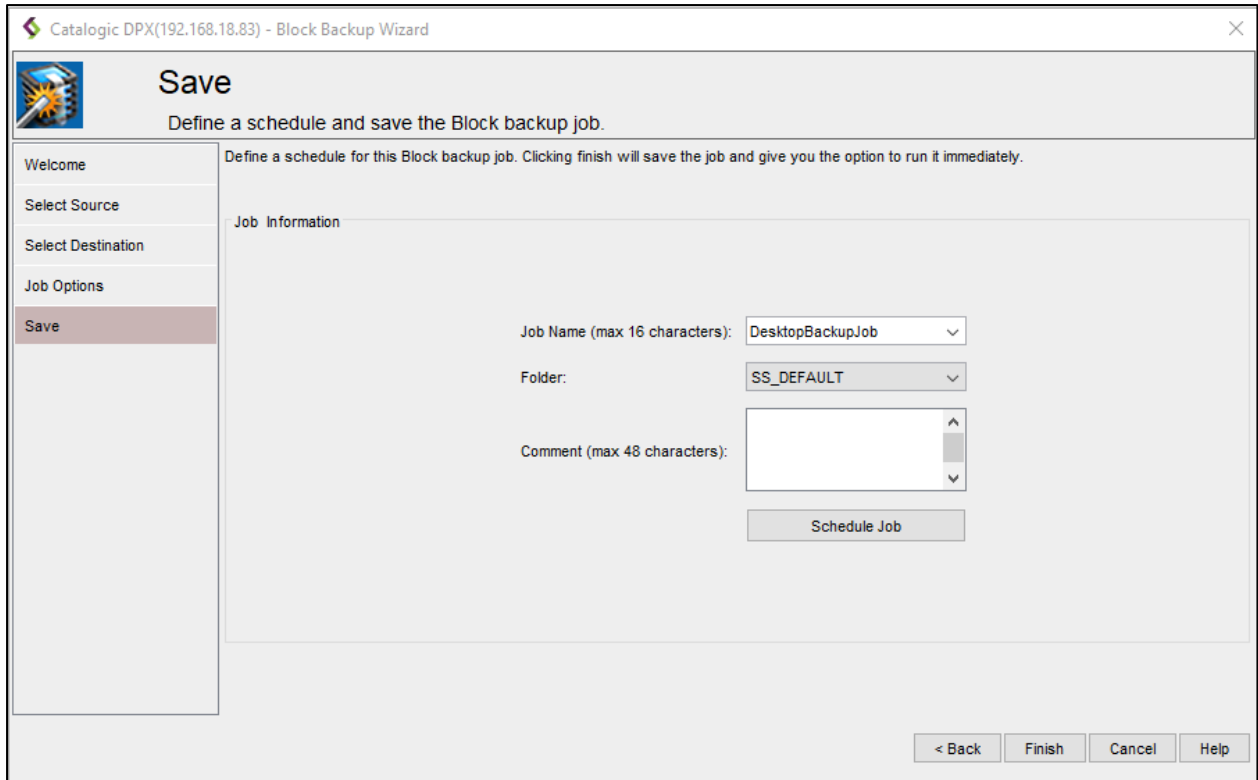 Catalogic DPX(192.168.18.83) - Block Backup Wizard
Save
Define a schedule and save the Block backup job.
Welcome
Select Source
Select Destination
Job Options
Save
Define a schedule for this Block backup job. Clicking finish will save the job and give you the option to run it immediately.
Job Information
Job Name (max 16 characters): DesktopBackupJob
Folder: SS_DEFAULT
Comment (max 48 characters):
Schedule Job
< Back Finish Cancel Help